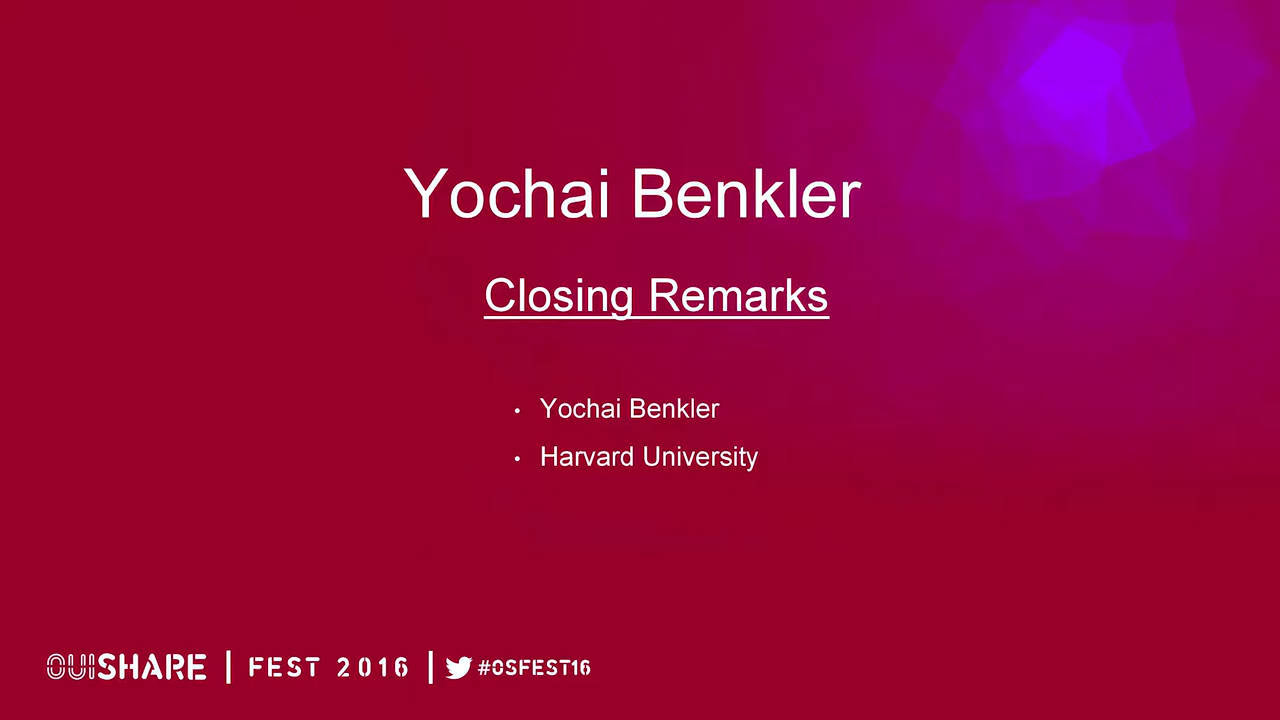 Yochai Benkler
Closing Remarks
• Yochai Benkler
• Harvard University
OUISHARE | FEST 2016 | #OSFEST16